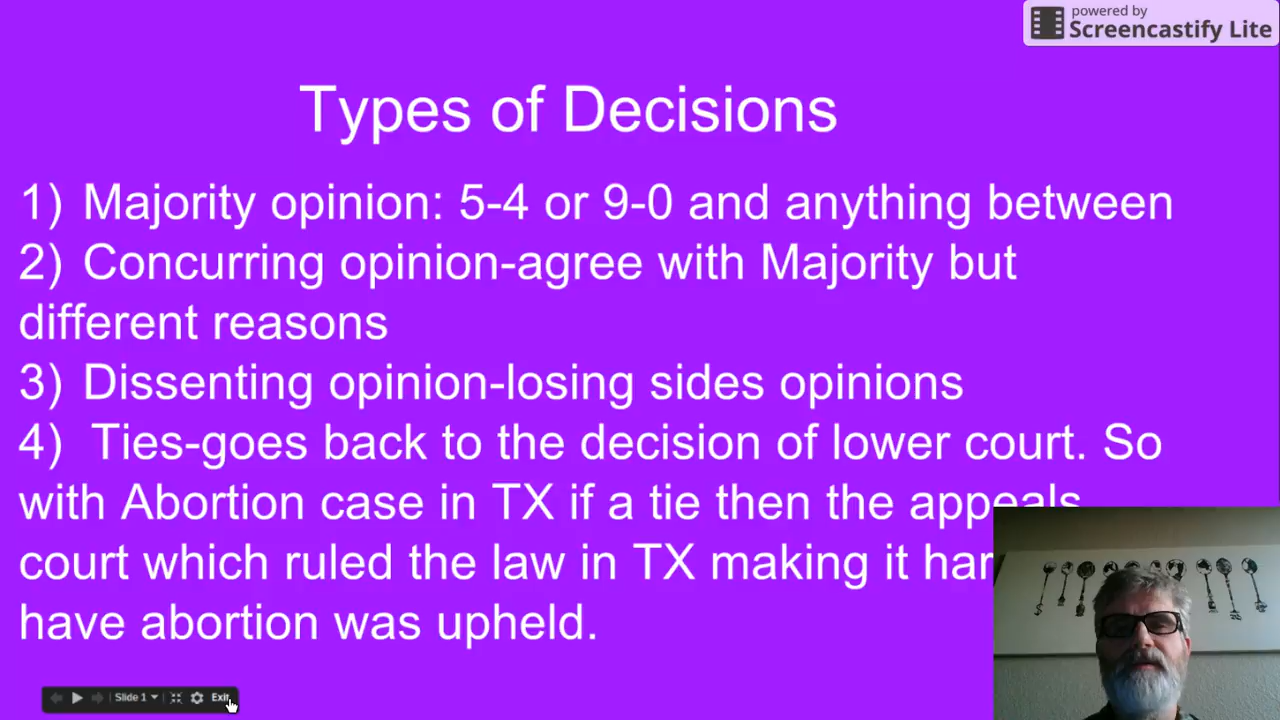 powered by
Screencastify Lite
Types of Decisions
1) Majority opinion: 5-4 or 9-0 and anything between
2) Concurring opinion-agree with Majority but
different reasons
3) Dissenting opinion-losing sides opinions
4) Ties-goes back to the decision of lower court. So
with Abortion case in TX if a tie then the appeals
court which ruled the law in TX making it
have abortion was upheld.
Slide 1
Exit